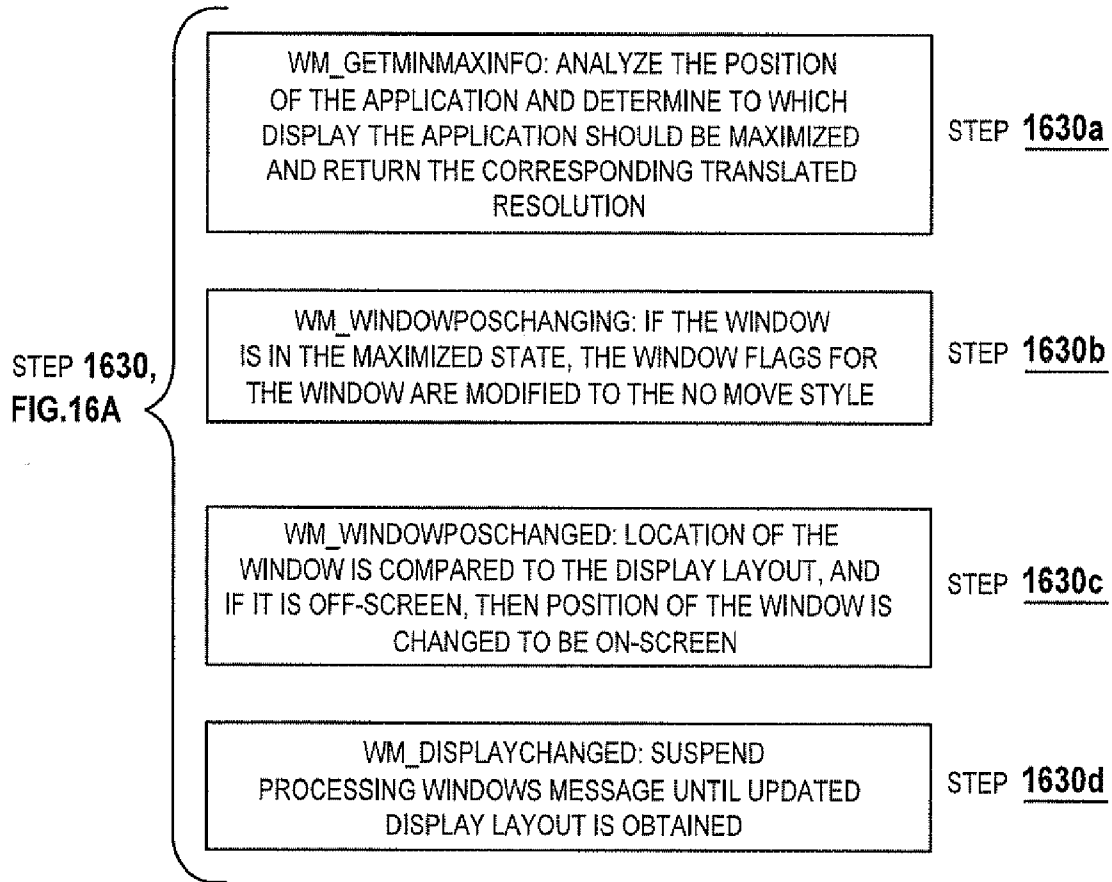 WM_GETMINMAXINFO: ANALYZE THE POSITION
OF THE APPLICATION AND DETERMINE TO WHICH
DISPLAY THE APPLICATION SHOULD BE MAXIMIZED
AND RETURN THE CORRESPONDING TRANSLATED
RESOLUTION
STEP 1630a
WM_WINDOWPOSCHANGING: IF THE WINDOW
IS IN THE MAXIMIZED STATE, THE WINDOW FLAGS FOR
THE WINDOW ARE MODIFIED TO THE NO MOVE STYLE
STEP 1630b
STEP 1630,
FIG.16A
WM_WINDOWPOSCHANGED: LOCATION OF THE
WINDOW IS COMPARED TO THE DISPLAY LAYOUT, AND
IF IT IS OFF-SCREEN, THEN POSITION OF THE WINDOW IS
CHANGED TO BE ON-SCREEN
STEP 1630c
WM_DISPLAYCHANGED: SUSPEND
PROCESSING WINDOWS MESSAGE UNTIL UPDATED
DISPLAY LAYOUT IS OBTAINED
STEP 1630d